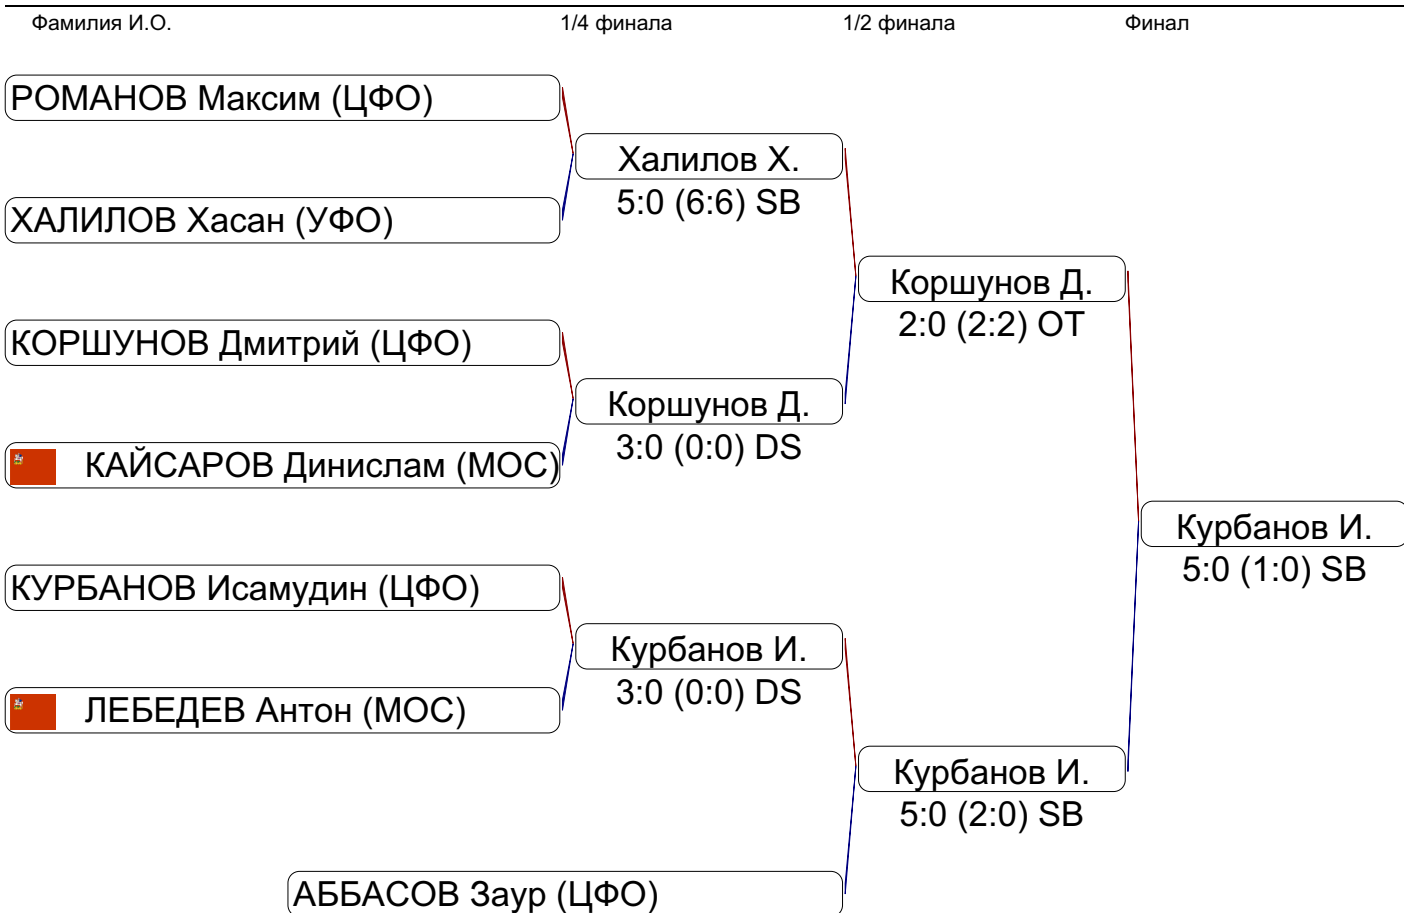 Фамилия И.О. 1/4 финала 1/2 финала Финал
РОМАНОВ Максим (ЦФО)
Халилов Х.
5:0 (6:6) SB
ХАЛИЛОВ Хасан (УФО)
Коршунов Д.
2:0 (2:2) OT
КОРШУНОВ Дмитрий (ЦФО)
Коршунов Д.
3:0 (0:0) DS
КАЙСАРОВ Динислам (МОС)
Курбанов И.
5:0 (1:0) SB
КУРБАНОВ Исамудин (ЦФО)
Курбанов И.
3:0 (0:0) DS
ЛЕБЕДЕВ Антон (МОС)
Курбанов И.
5:0 (2:0) SB
АББАСОВ Заур (ЦФО)